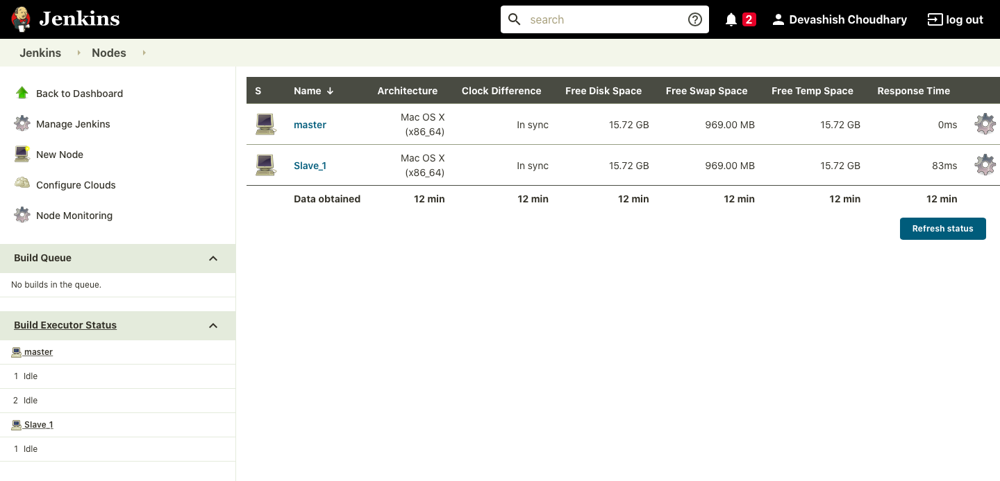 Jenkins
search
2
Devashish Choudhary
log out
Jenkins
Nodes
Back to Dashboard
Manage Jenkins
New Node
Configure Clouds
Node Monitoring
Build Queue
No builds in the queue.
Build Executor Status
master
1 Idle
2 Idle
Slave_1
1 Idle
S Name ↓ Architecture Clock Difference Free Disk Space Free Swap Space Free Temp Space Response Time
master Mac OS X (x86_64) In sync 15.72 GB 969.00 MB 15.72 GB 0ms
Slave_1 Mac OS X (x86_64) In sync 15.72 GB 969.00 MB 15.72 GB 83ms
Data obtained 12 min 12 min 12 min 12 min 12 min 12 min
Refresh status